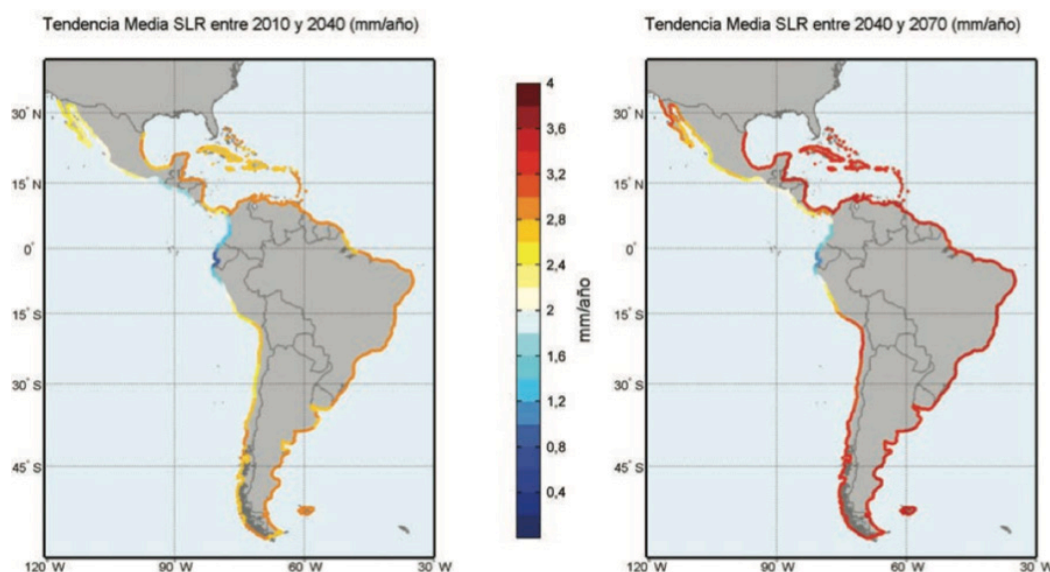 Tendencia Media SLR entre 2010 y 2040 (mm/año)
Tendencia Media SLR entre 2040 y 2070 (mm/año)
30° N
15° N
0°
15° S
30° S
45° S
120 W
90 W
60 W
30 W
4
3,6
3,2
2,8
2,4
2
1,6
1,2
0,8
0,4
mm/año
30° N
15° N
0°
15° S
30° S
45° S
120 W
90 W
60 W
30 W